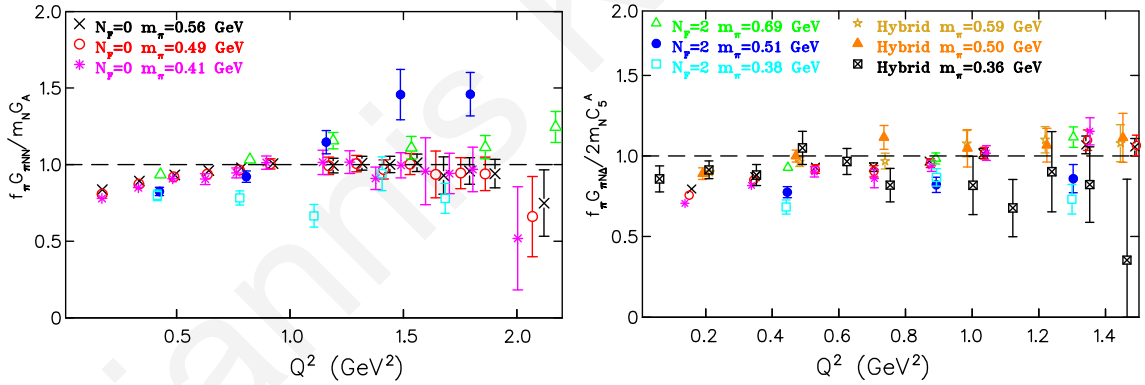 2.0
1.5
1.0
0.5
0
f_π G_πNN/m_N G_A
N_F=0 m_π=0.56 GeV
N_F=0 m_π=0.49 GeV
N_F=0 m_π=0.41 GeV
0.5 1.0 1.5 2.0
Q² (GeV²)
2.0
1.5
1.0
0.5
0
f_π G_πNΔ/2m_N C_5^A
N_F=2 m_π=0.69 GeV
N_F=2 m_π=0.51 GeV
N_F=2 m_π=0.38 GeV
Hybrid m_π=0.59 GeV
Hybrid m_π=0.50 GeV
Hybrid m_π=0.36 GeV
0.2 0.4 0.6 0.8 1.0 1.2 1.4
Q² (GeV²)